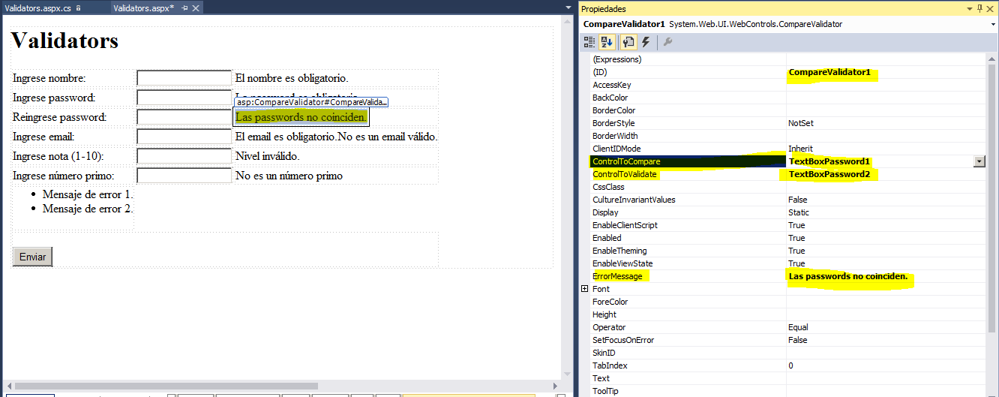 Validators.aspx.cs
Validators.aspx*
Validators
Ingrese nombre:
El nombre es obligatorio.
Ingrese password:
asp:CompareValidator#CompareValida...
Reingrese password:
Las passwords no coinciden.
Ingrese email:
El email es obligatorio.No es un email válido.
Ingrese nota (1-10):
Nivel inválido.
Ingrese número primo:
No es un número primo
Mensaje de error 1.
Mensaje de error 2.
Enviar
Propiedades
CompareValidator1 System.Web.UI.WebControls.CompareValidator
(Expressions)
(ID) CompareValidator1
AccessKey
BackColor
BorderColor
BorderStyle NotSet
BorderWidth
ClientIDMode Inherit
ControlToCompare TextBoxPassword1
ControlToValidate TextBoxPassword2
CssClass
CultureInvariantValues False
Display Static
EnableClientScript True
Enabled True
EnableTheming True
EnableViewState True
ErrorMessage Las passwords no coinciden.
Font
ForeColor
Height
Operator Equal
SetFocusOnError False
SkinID
TabIndex 0
Text
ToolTip